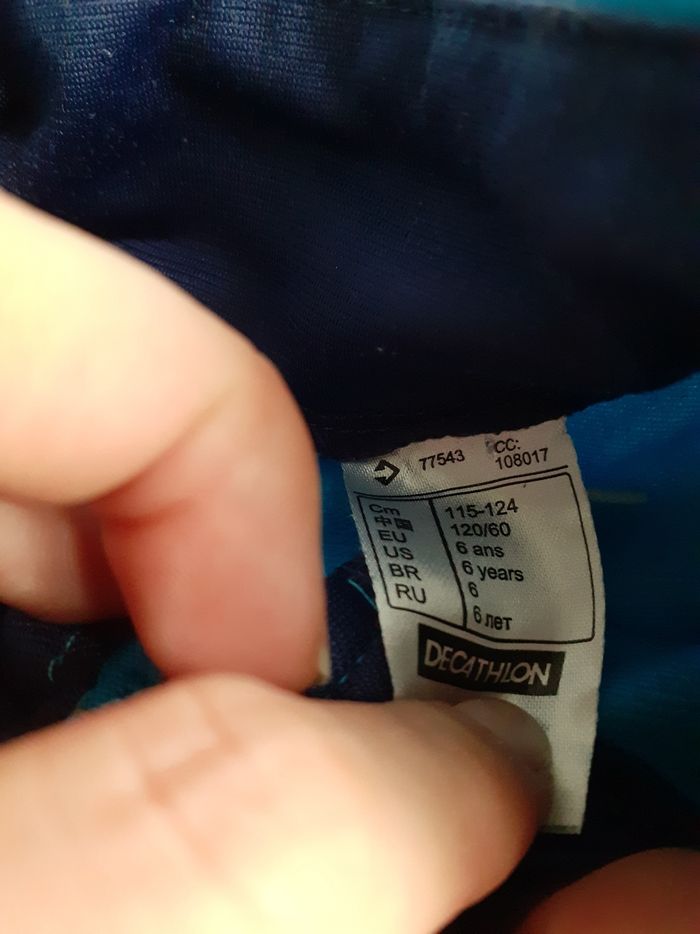 77543 CC:
108017
Cm 115-124
中国 120/60
EU 6 ans
US 6 years
BR 6
RU 6 лет
DECATHLON